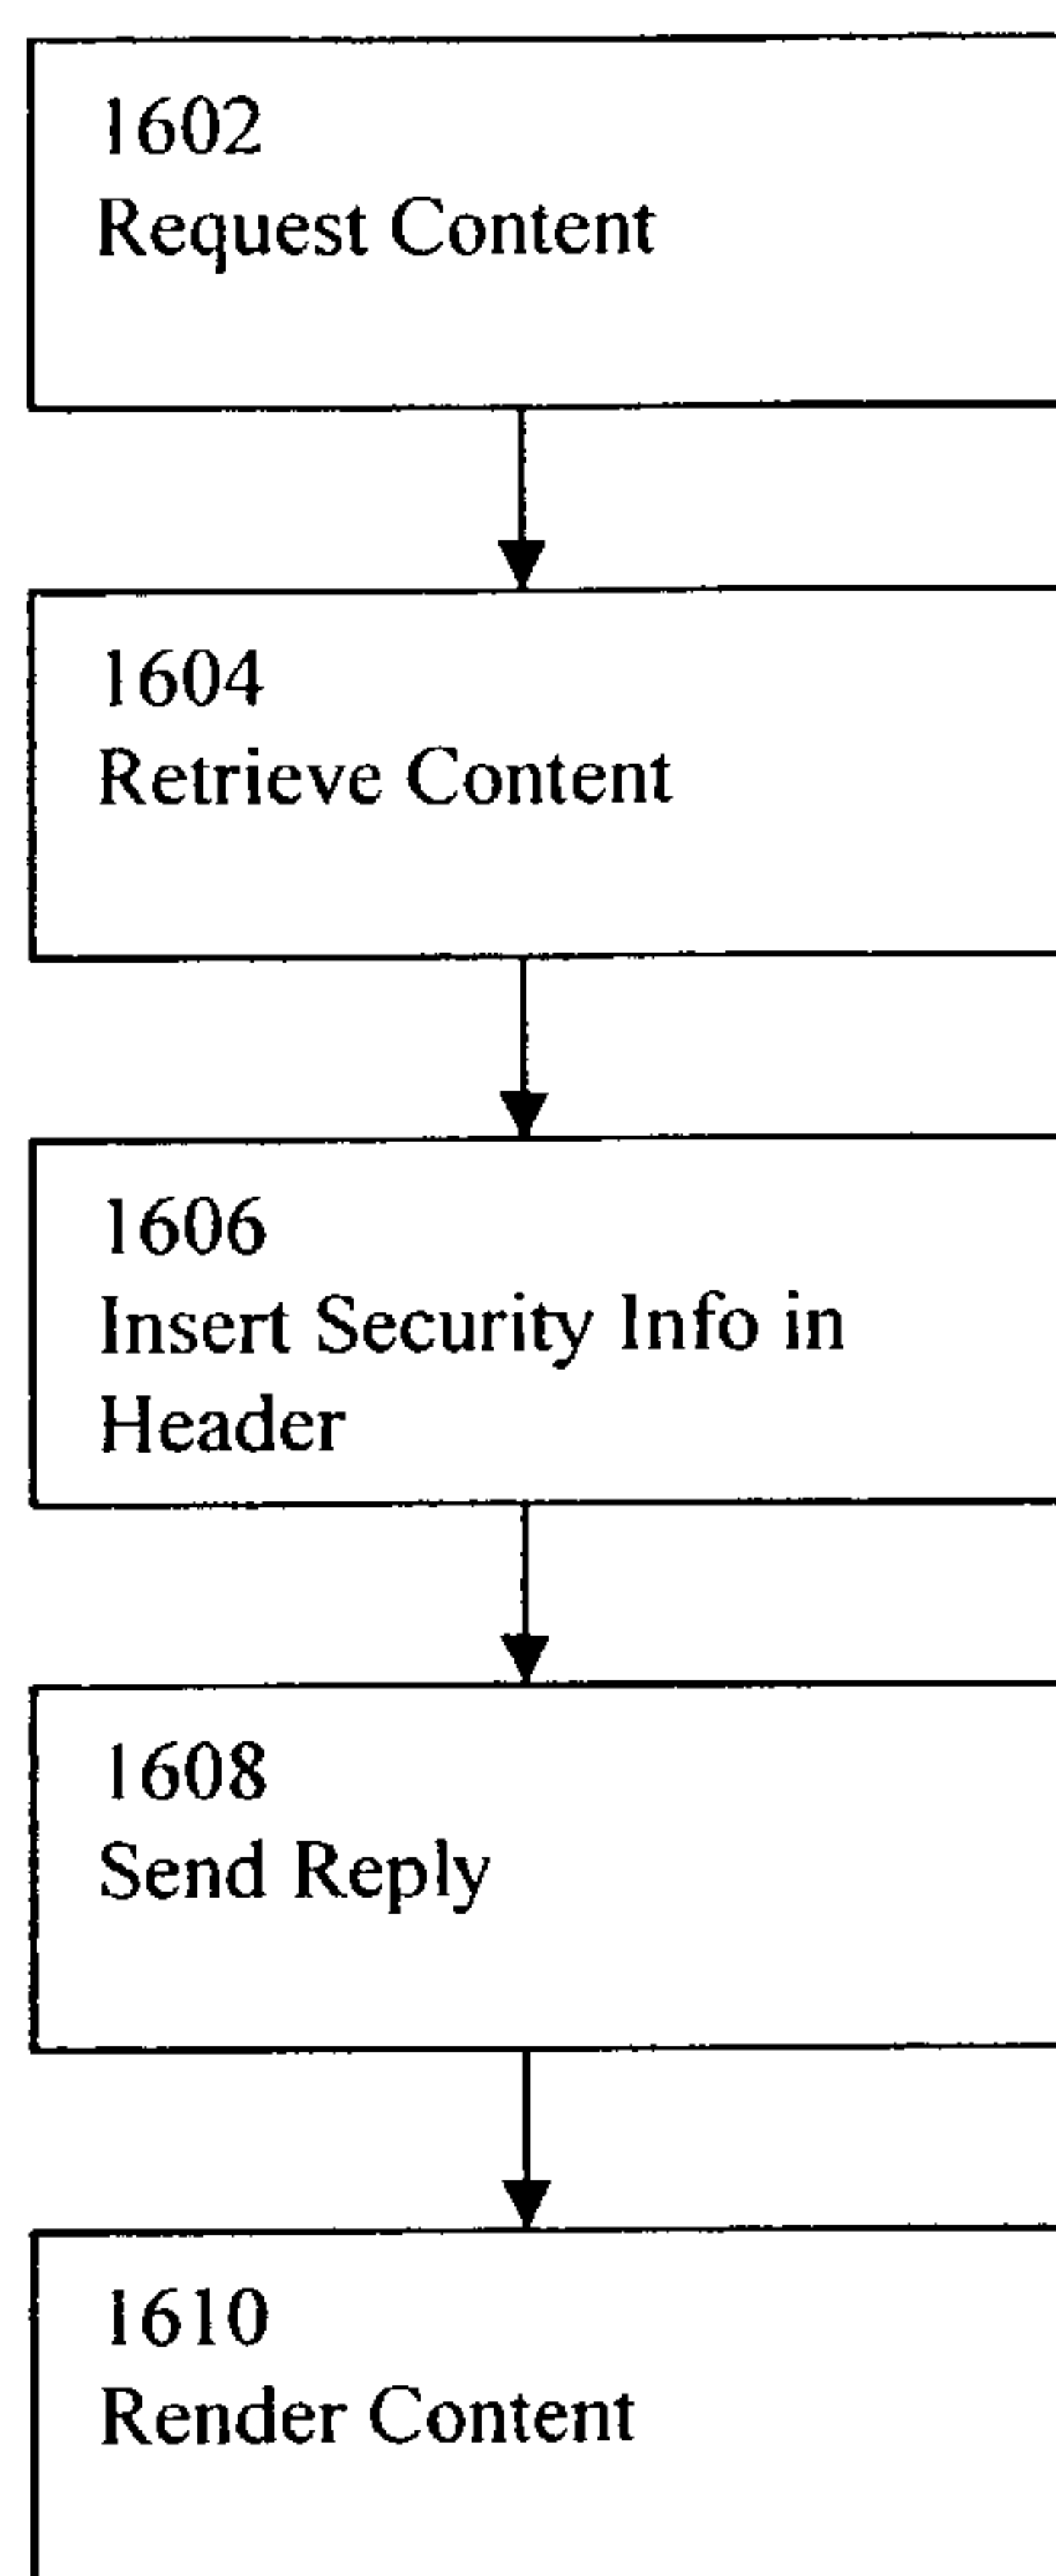 1602
Request Content
1604
Retrieve Content
1606
Insert Security Info in
Header
1608
Send Reply
1610
Render Content